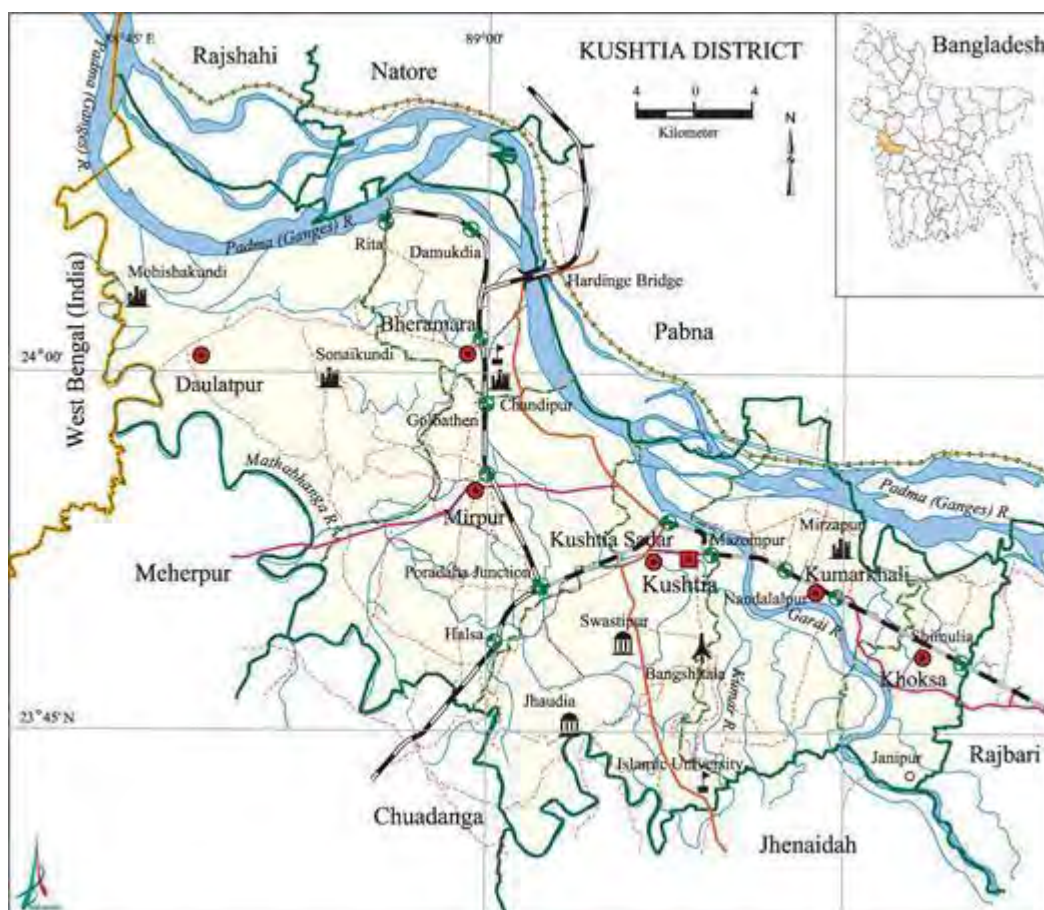 88°45' E
89°00'
KUSHTIA DISTRICT
Bangladesh
Rajshahi
Natore
4 0 4
Kilometer
N
Padma (Ganges) R.
Padma (Ganges) R.
Rita
Damukdia
Mohishakundi
Hardinge Bridge
West Bengal (India)
Bheramara
Pabna
24°00'
Sonaikundi
Daulatpur
Chandipur
Golbathen
Mathabhanga R.
Padma (Ganges) R.
Mirpur
Mirzapur
Kushtia Sadar
Mazompur
Meherpur
Poradaha Junction
Kushtia
Kumarkhali
Nandalalpur
Garai R.
Halsa
Swastipur
Shimulia
Bangshitala
Khoksa
Kumar R.
Jhaudia
23°45' N
Islamic University
Janipur
Rajbari
Chuadanga
Jhenaidah